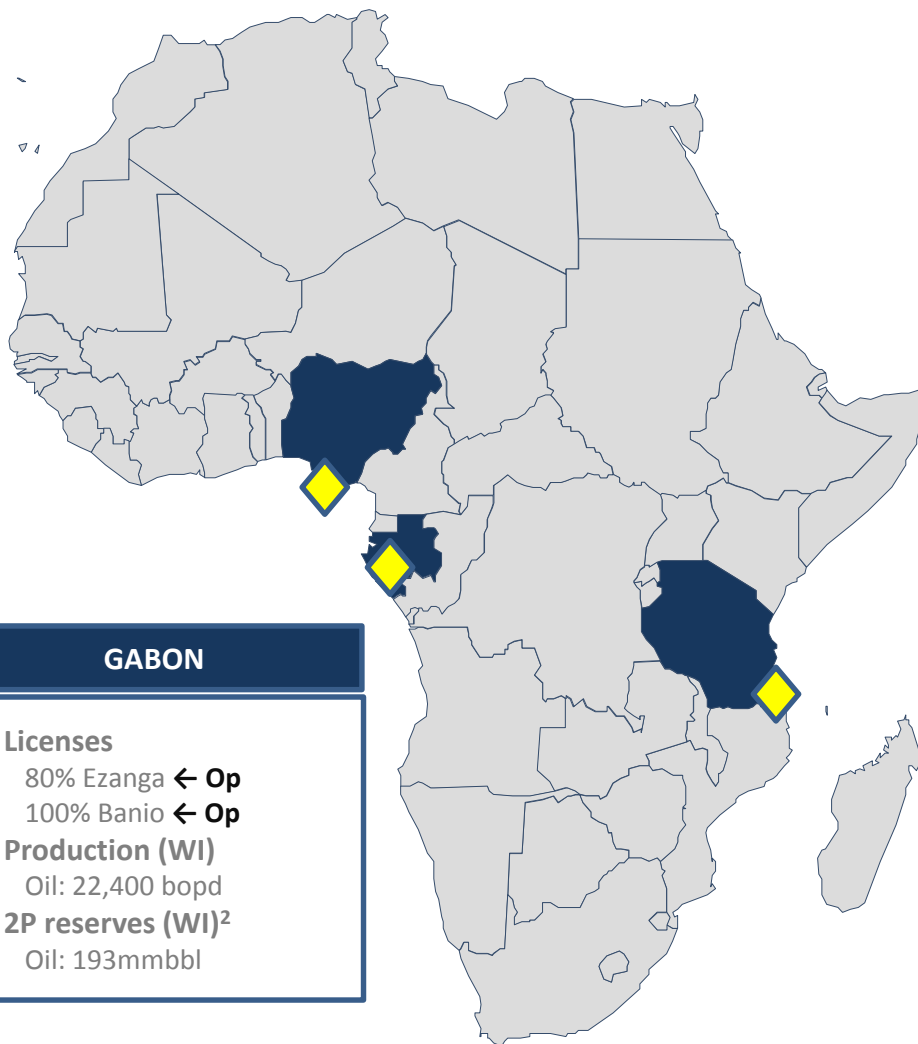 GABON
Licenses
80% Ezanga ← Op
100% Banio ← Op
Production (WI)
Oil: 22,400 bopd
2P reserves (WI)²
Oil: 193mmbbl